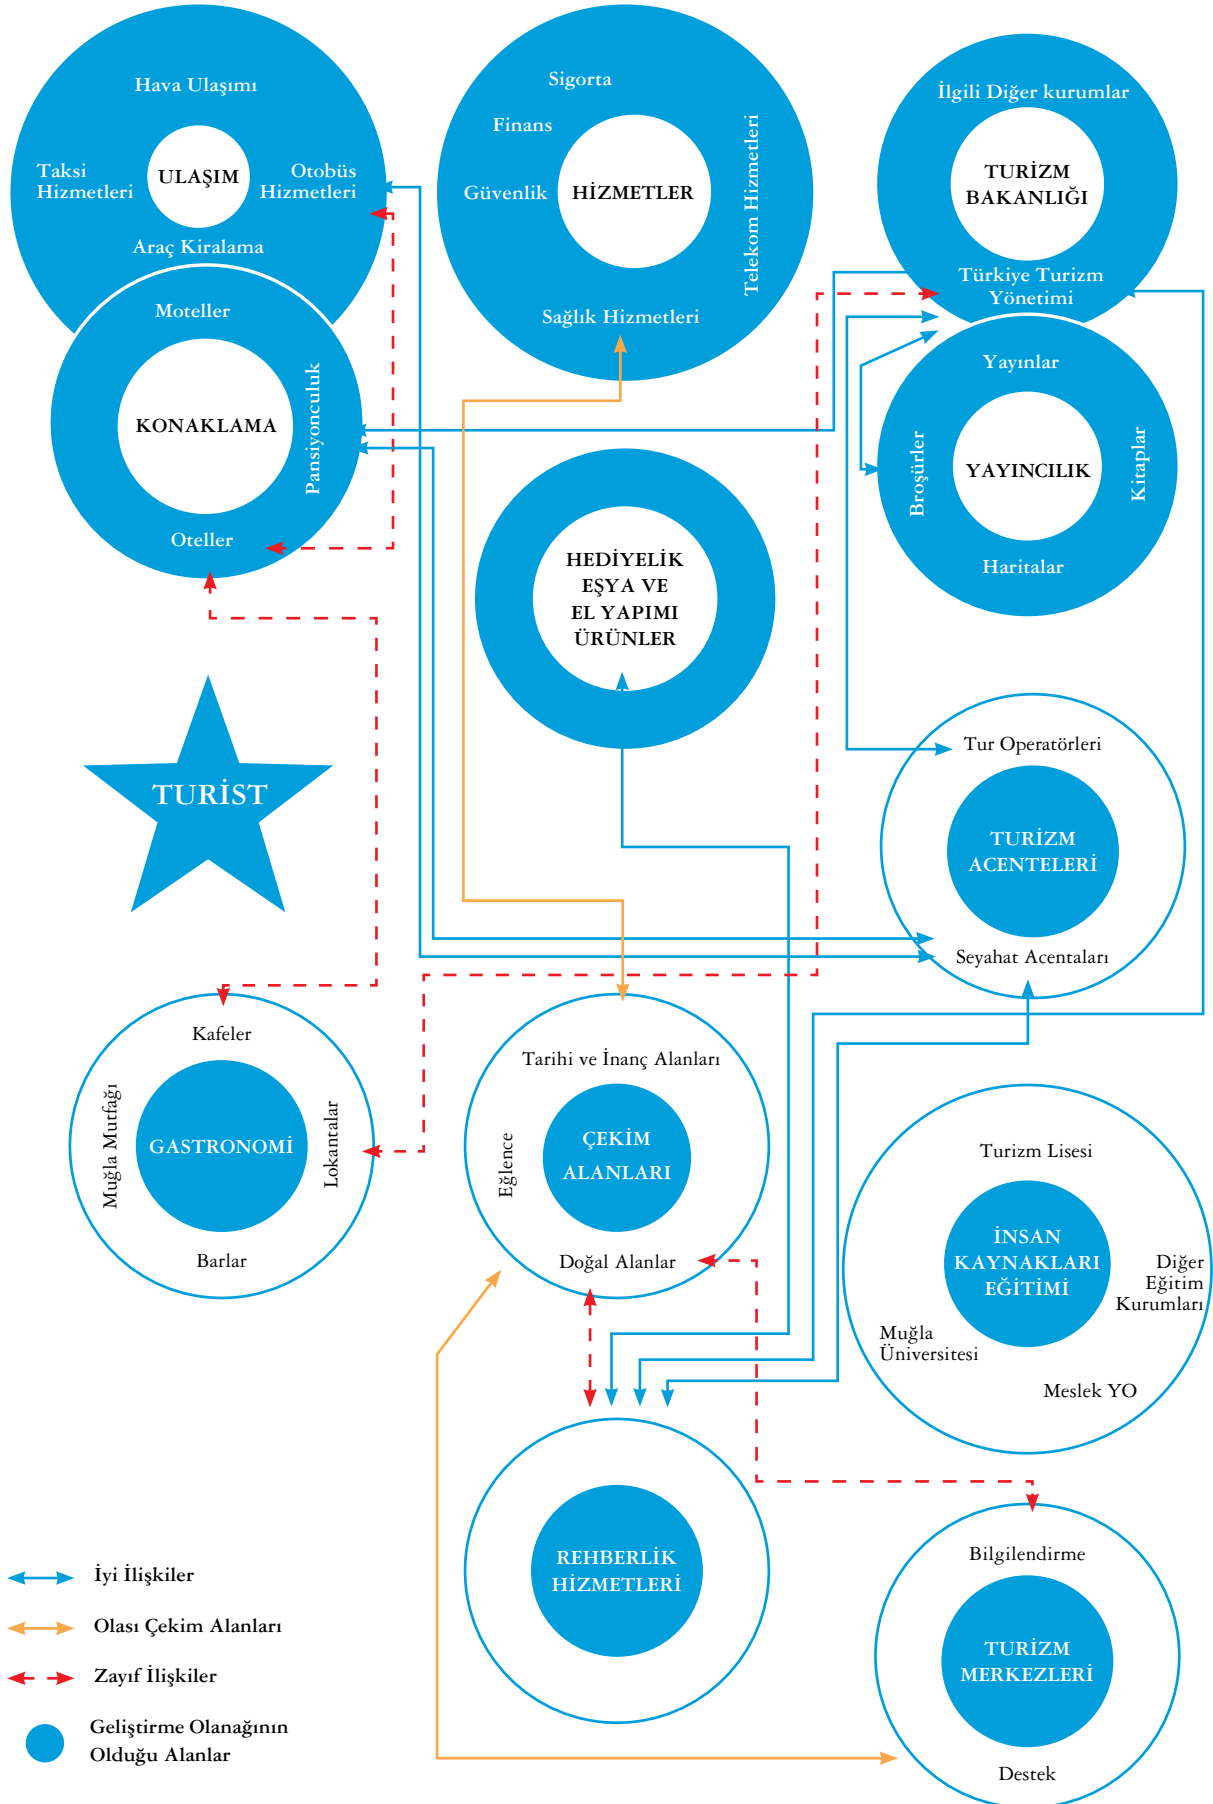 Hava Ulaşımı
Taksi
Hizmetleri
ULAŞIM
Otobüs
Hizmetleri
Araç Kiralama
Moteller
KONAKLAMA
Pansiyonculuk
Oteller
Sigorta
Finans
Güvenlik
HİZMETLER
Telekom Hizmetleri
Sağlık Hizmetleri
İlgili Diğer kurumlar
TURİZM
BAKANLIĞI
Türkiye Turizm
Yönetimi
Yayınlar
Broşürler
YAYINCILIK
Kitaplar
Haritalar
HEDİYELİK
EŞYA VE
EL YAPIMI
ÜRÜNLER
TURİST
Tur Operatörleri
TURİZM
ACENTELERİ
Seyahat Acentaları
Kafeler
Muğla Mutfağı
GASTRONOMİ
Lokantalar
Barlar
Tarihi ve İnanç Alanları
Eğlence
ÇEKİM
ALANLARI
Doğal Alanlar
Turizm Lisesi
İNSAN
KAYNAKLARI
EĞİTİMİ
Diğer
Eğitim
Kurumları
Muğla
Üniversitesi
Meslek YO
REHBERLİK
HİZMETLERİ
Bilgilendirme
TURİZM
MERKEZLERİ
Destek
İyi İlişkiler
Olası Çekim Alanları
Zayıf İlişkiler
Geliştirme Olanağının
Olduğu Alanlar